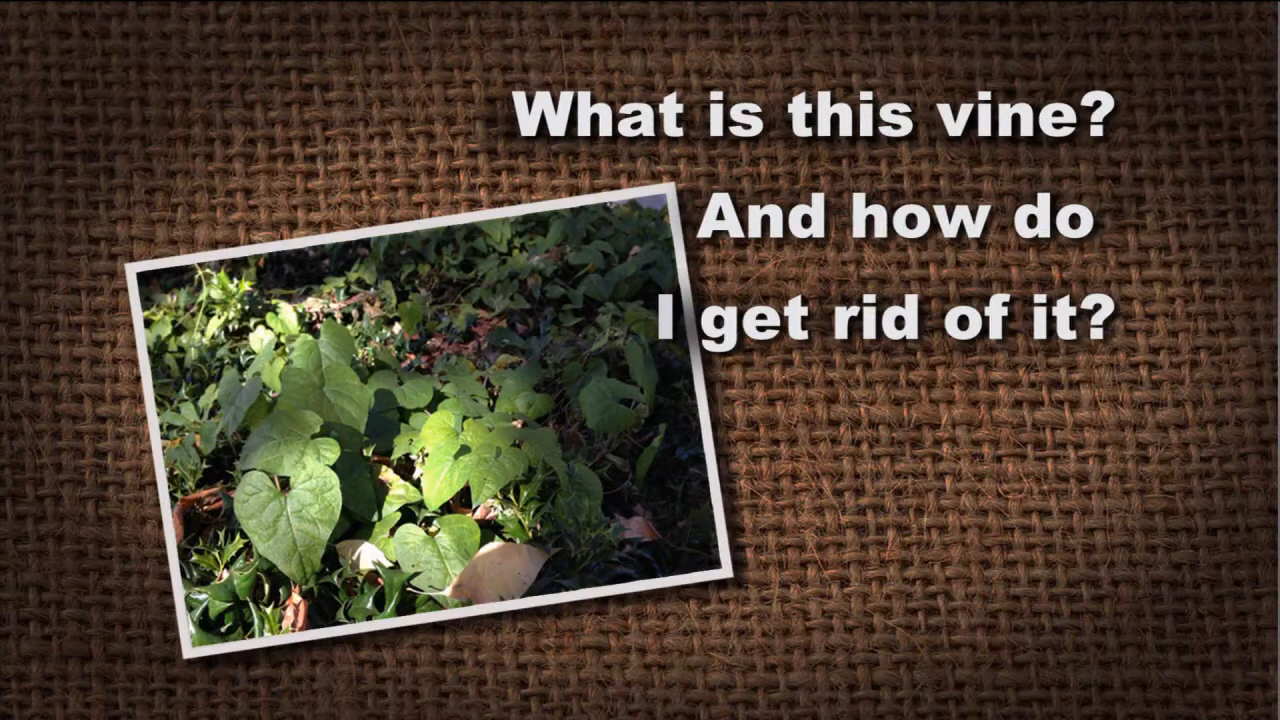 What is this vine?
And how do
I get rid of it?